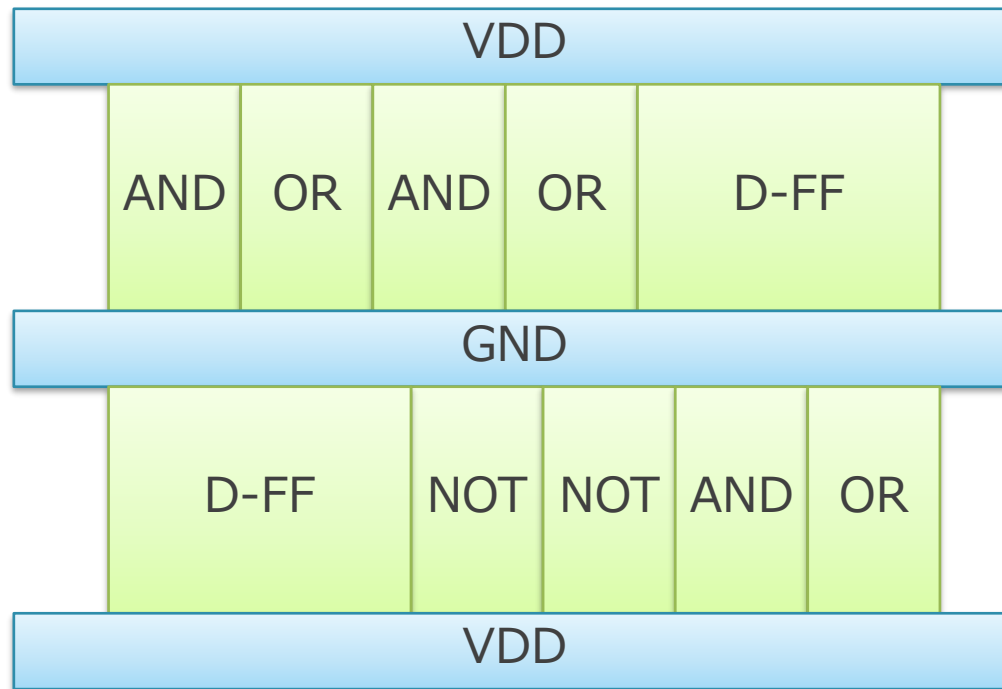 VDD
AND OR AND OR D-FF
GND
D-FF NOT NOT AND OR
VDD